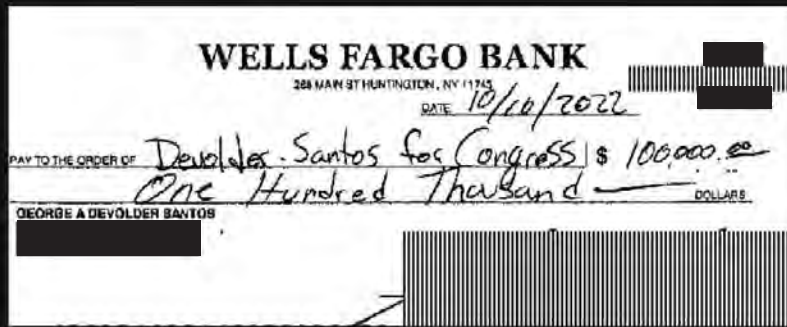 WELLS FARGO BANK
288 MAIN ST HUNTINGTON, NY 11743
DATE 10/10/2022
PAY TO THE ORDER OF Devolder-Santos for Congress $ 100,000.00
One Hundred Thousand DOLLARS
GEORGE A DEVOLDER SANTOS